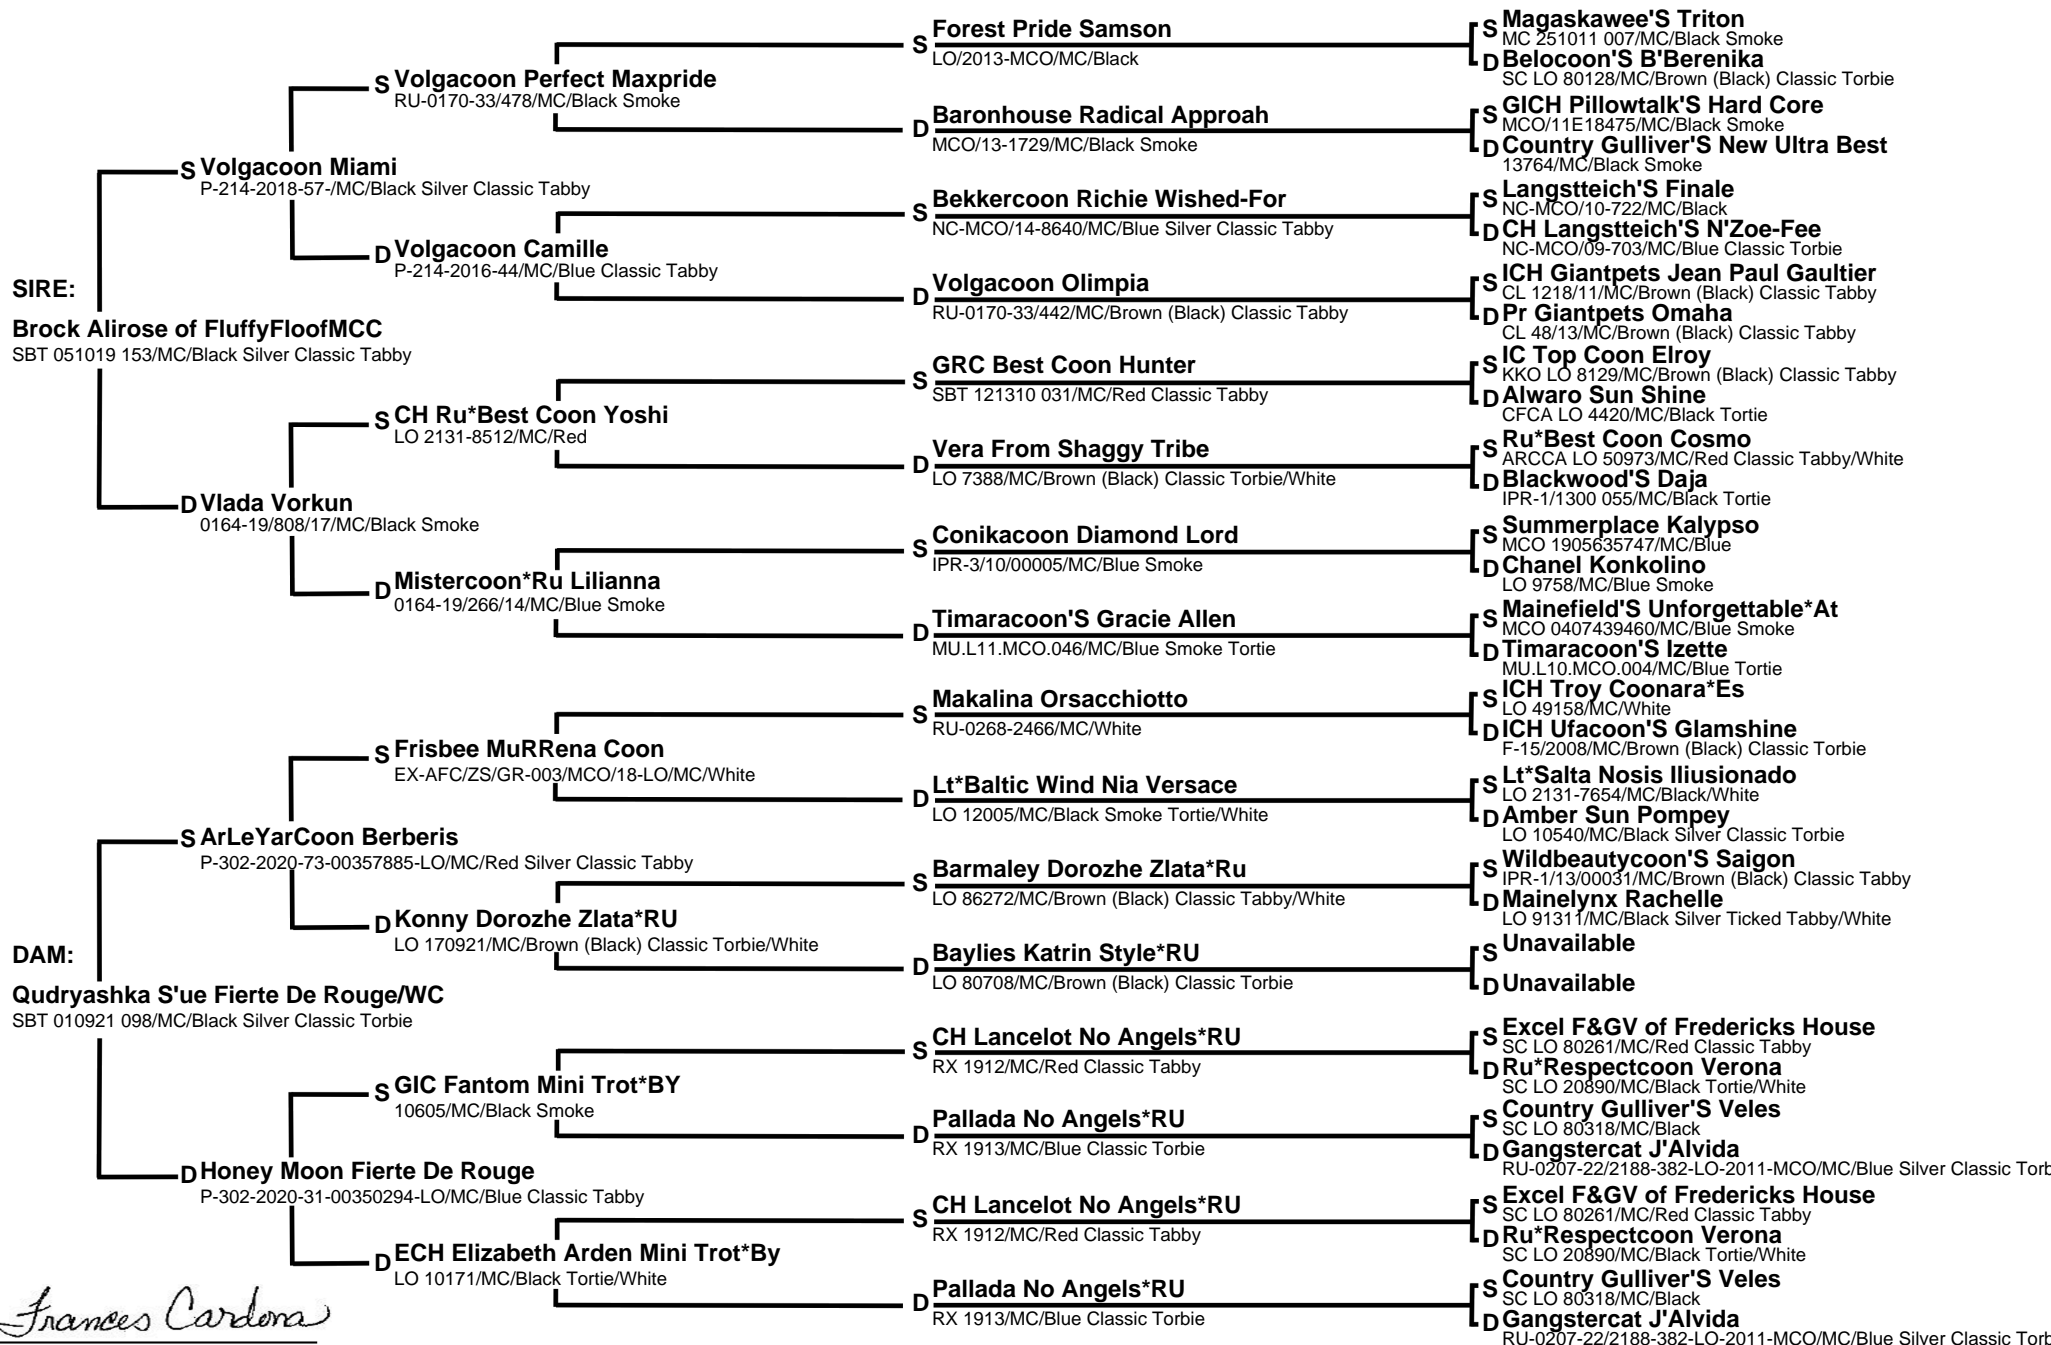 SIRE:
Brock Alirose of FluffyFloofMCC
SBT 051019 153/MC/Black Silver Classic Tabby
DAM:
Qudryashka S'ue Fierte De Rouge/WC
SBT 010921 098/MC/Black Silver Classic Torbie
Frances Cardona
S Volgacoon Miami
P-214-2018-57-/MC/Black Silver Classic Tabby
D Vlada Vorkun
0164-19/808/17/MC/Black Smoke
S ArLeYarCoon Berberis
P-302-2020-73-00357885-LO/MC/Red Silver Classic Tabby
D Honey Moon Fierte De Rouge
P-302-2020-31-00350294-LO/MC/Blue Classic Tabby
S Volgacoon Perfect Maxpride
RU-0170-33/478/MC/Black Smoke
D Volgacoon Camille
P-214-2016-44/MC/Blue Classic Tabby
S CH Ru*Best Coon Yoshi
LO 2131-8512/MC/Red
D Mistercoon*Ru Lilianna
0164-19/266/14/MC/Blue Smoke
S Frisbee MuRRena Coon
EX-AFC/ZS/GR-003/MCO/18-LO/MC/White
D Konny Dorozhe Zlata*RU
LO 170921/MC/Brown (Black) Classic Torbie/White
S GIC Fantom Mini Trot*BY
10605/MC/Black Smoke
D ECH Elizabeth Arden Mini Trot*By
LO 10171/MC/Black Tortie/White
S Forest Pride Samson
LO/2013-MCO/MC/Black
D Baronhouse Radical Approah
MCO/13-1729/MC/Black Smoke
S Bekkercoon Richie Wished-For
NC-MCO/14-8640/MC/Blue Silver Classic Tabby
D Volgacoon Olimpia
RU-0170-33/442/MC/Brown (Black) Classic Tabby
S GRC Best Coon Hunter
SBT 121310 031/MC/Red Classic Tabby
D Vera From Shaggy Tribe
LO 7388/MC/Brown (Black) Classic Torbie/White
S Conikacoon Diamond Lord
IPR-3/10/00005/MC/Blue Smoke
D Timaracoon'S Gracie Allen
MU.L11.MCO.046/MC/Blue Smoke Tortie
S Makalina Orsacchiotto
RU-0268-2466/MC/White
D Lt*Baltic Wind Nia Versace
LO 12005/MC/Black Smoke Tortie/White
S Barmaley Dorozhe Zlata*Ru
LO 86272/MC/Brown (Black) Classic Tabby/White
D Baylies Katrin Style*RU
LO 80708/MC/Brown (Black) Classic Torbie
S CH Lancelot No Angels*RU
RX 1912/MC/Red Classic Tabby
D Pallada No Angels*RU
RX 1913/MC/Blue Classic Torbie
S CH Lancelot No Angels*RU
RX 1912/MC/Red Classic Tabby
D Pallada No Angels*RU
RX 1913/MC/Blue Classic Torbie
S Magaskawee'S Triton
MC 251011 007/MC/Black Smoke
D Belocoon'S B'Berenika
SC LO 80128/MC/Brown (Black) Classic Torbie
S GICH Pillowtalk'S Hard Core
MCO/11E18475/MC/Black Smoke
D Country Gulliver'S New Ultra Best
13764/MC/Black Smoke
S Langstteich'S Finale
NC-MCO/10-722/MC/Black
D CH Langstteich'S N'Zoe-Fee
NC-MCO/09-703/MC/Blue Classic Torbie
S ICH Giantpets Jean Paul Gaultier
CL 1218/11/MC/Brown (Black) Classic Tabby
D Pr Giantpets Omaha
CL 48/13/MC/Brown (Black) Classic Tabby
S IC Top Coon Elroy
KKO LO 8129/MC/Brown (Black) Classic Tabby
D Alwaro Sun Shine
CFCA LO 4420/MC/Black Tortie
S Ru*Best Coon Cosmo
ARCCA LO 50973/MC/Red Classic Tabby/White
D Blackwood'S Daja
IPR-1/1300 055/MC/Black Tortie
S Summerplace Kalypso
MCO 1905635747/MC/Blue
D Chanel Konkolino
LO 9758/MC/Blue Smoke
S Mainefield'S Unforgettable*At
MCO 0407439460/MC/Blue Smoke
D Timaracoon'S Izette
MU.L10.MCO.004/MC/Blue Tortie
S ICH Troy Coonara*Es
LO 49158/MC/White
D ICH Ufacoon'S Glamshine
F-15/2008/MC/Brown (Black) Classic Torbie
S Lt*Salta Nosis Iliusionado
LO 2131-7654/MC/Black/White
D Amber Sun Pompey
LO 10540/MC/Black Silver Classic Torbie
S Wildbeautycoon'S Saigon
IPR-1/13/00031/MC/Brown (Black) Classic Tabby
D Mainelynx Rachelle
LO 91311/MC/Black Silver Ticked Tabby/White
S Unavailable
D Unavailable
S Excel F&GV of Fredericks House
SC LO 80261/MC/Red Classic Tabby
D Ru*Respectcoon Verona
SC LO 20890/MC/Black Tortie/White
S Country Gulliver'S Veles
SC LO 80318/MC/Black
D Gangstercat J'Alvida
RU-0207-22/2188-382-LO-2011-MCO/MC/Blue Silver Classic Torb
S Excel F&GV of Fredericks House
SC LO 80261/MC/Red Classic Tabby
D Ru*Respectcoon Verona
SC LO 20890/MC/Black Tortie/White
S Country Gulliver'S Veles
SC LO 80318/MC/Black
D Gangstercat J'Alvida
RU-0207-22/2188-382-LO-2011-MCO/MC/Blue Silver Classic Torb